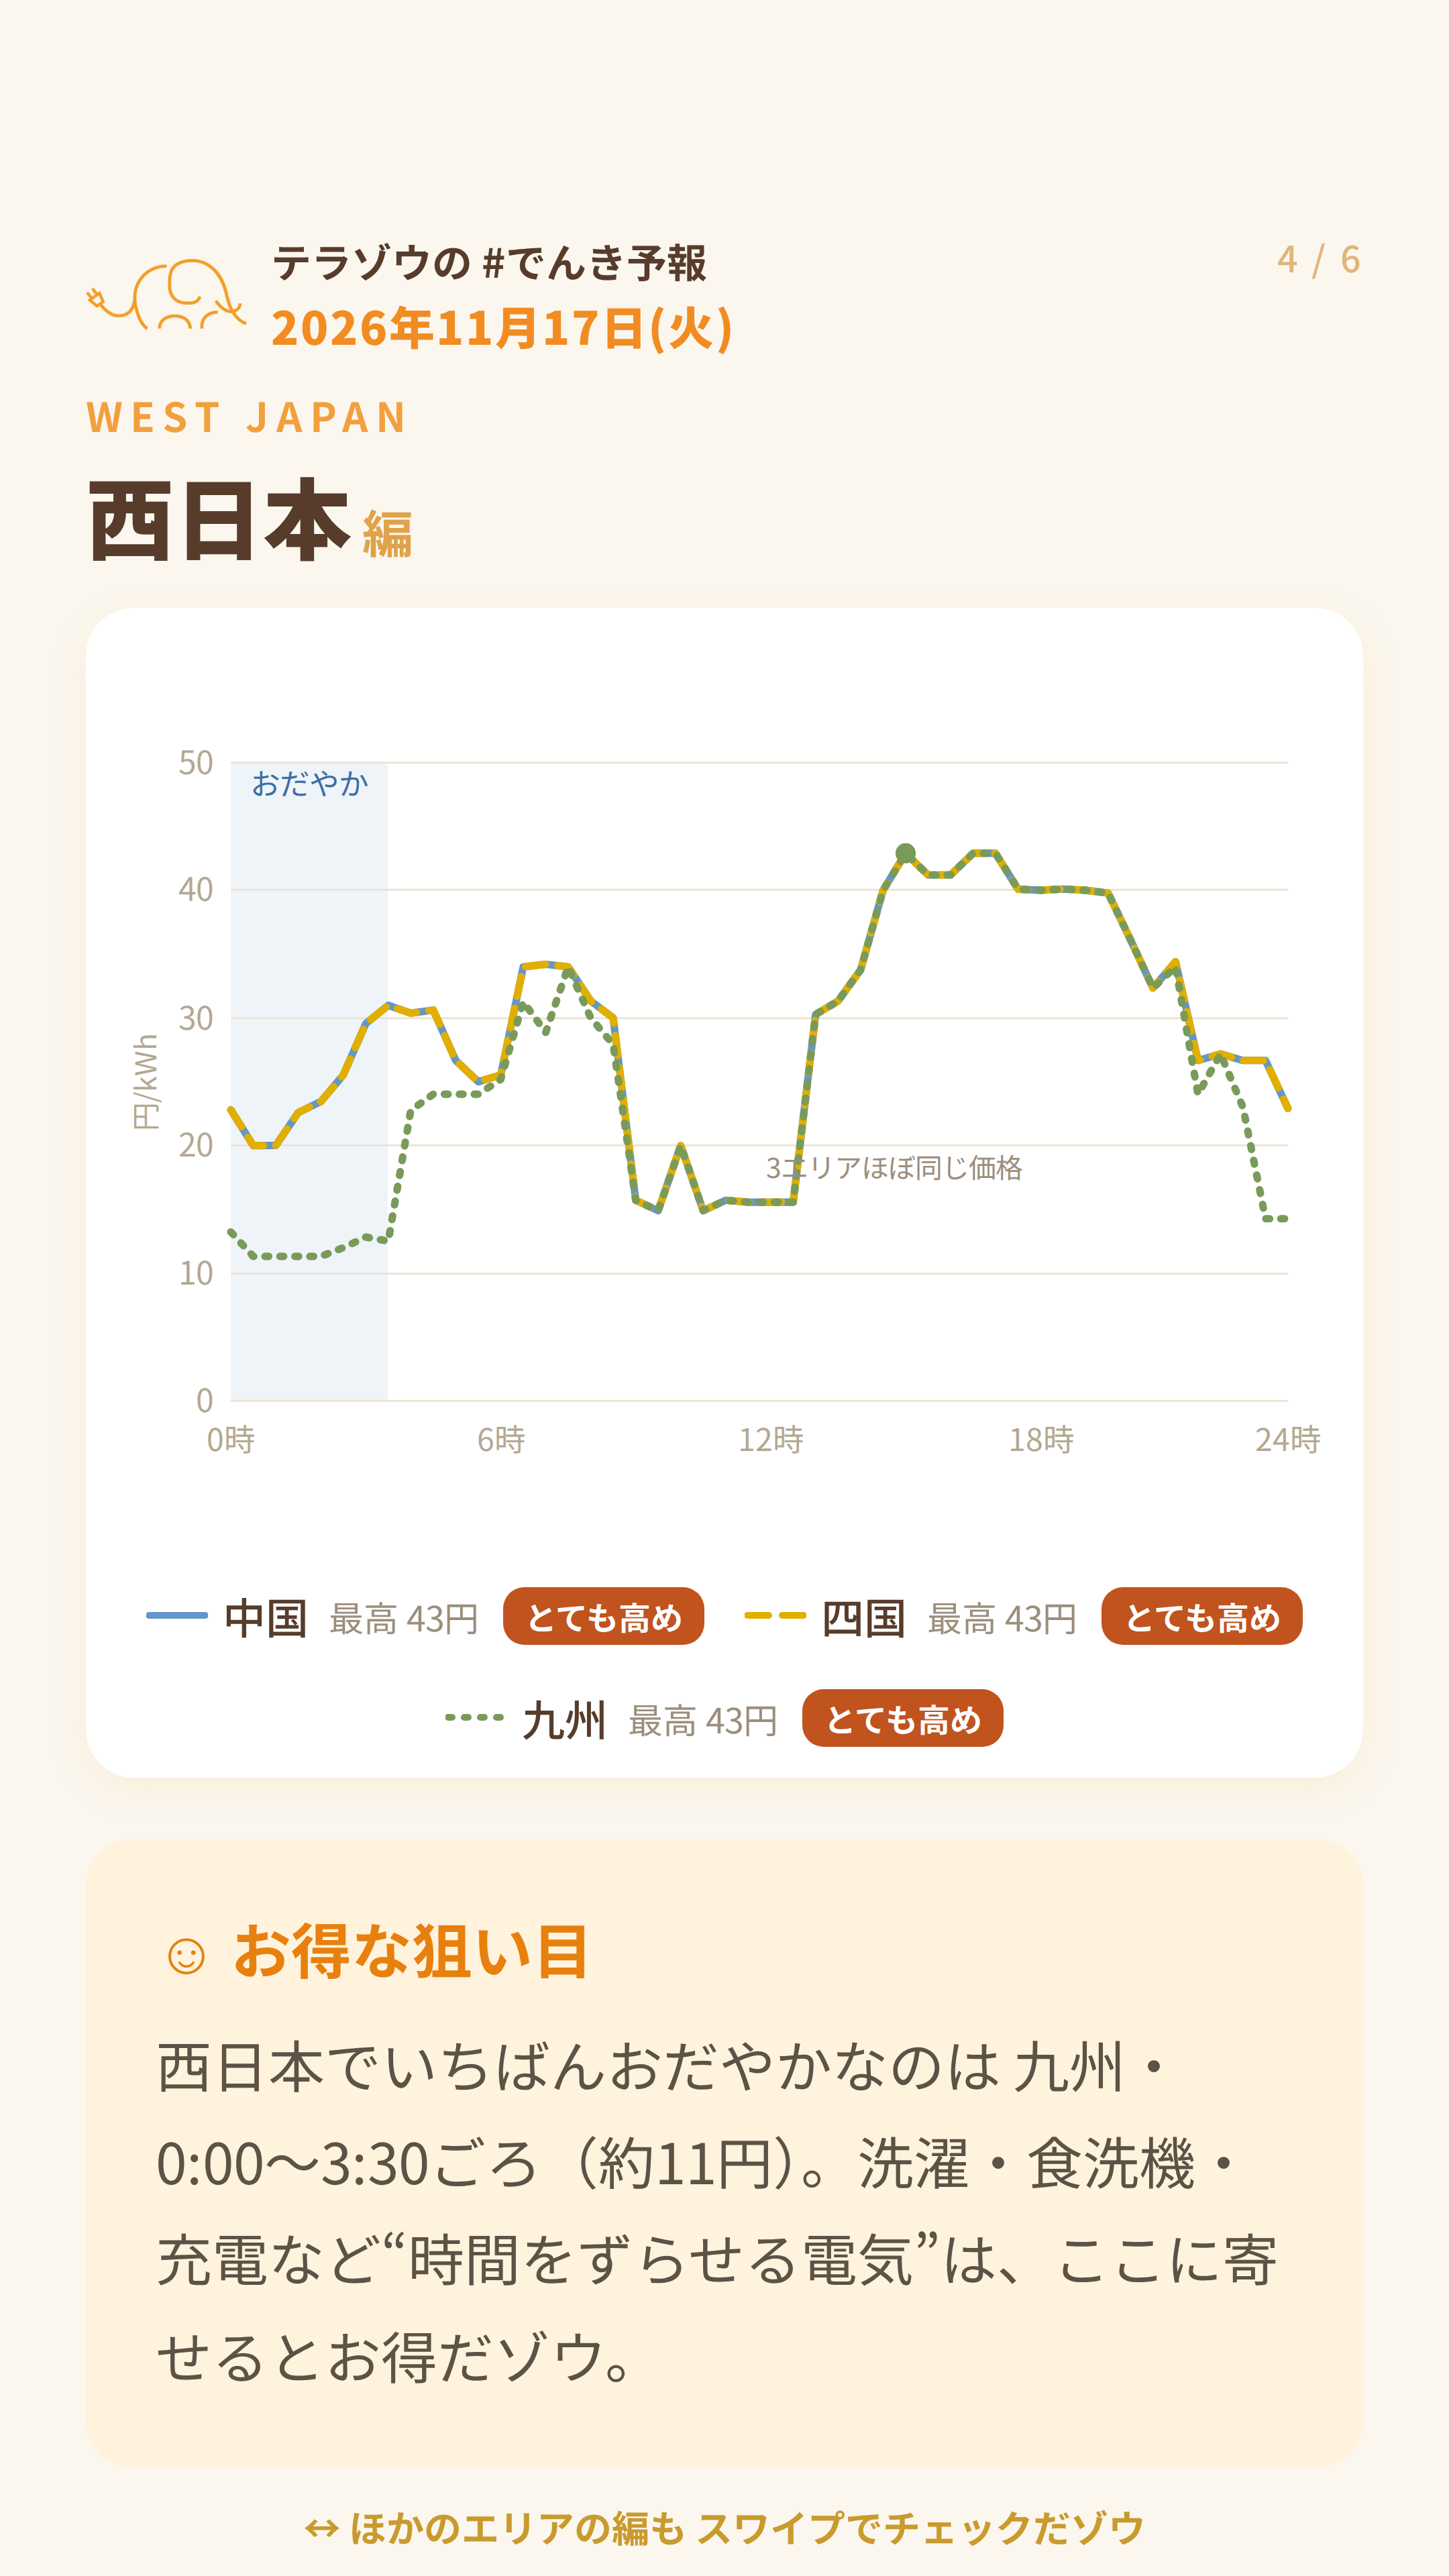 テラゾウの #でんき予報
2026年11月17日(火)
4 / 6
WEST JAPAN
西日本 編
50
おだやか
40
30
円/kWh
20
3エリアほぼ同じ価格
10
0
0時 6時 12時 18時 24時
中国 最高 43円 とても高め 四国 最高 43円 とても高め
九州 最高 43円 とても高め
☺ お得な狙い目
西日本でいちばんおだやかなのは 九州・
0:00〜3:30ごろ（約11円）。洗濯・食洗機・
充電など“時間をずらせる電気”は、ここに寄
せるとお得だゾウ。
↔ ほかのエリアの編も スワイプでチェックだゾウ